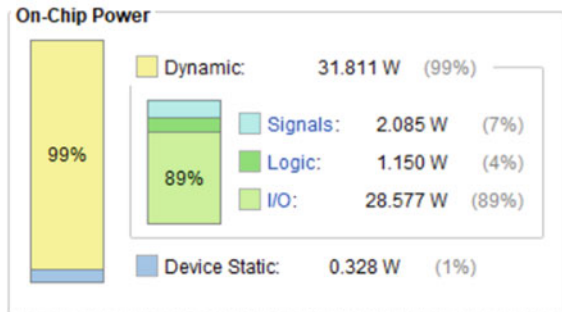 On-Chip Power
Dynamic: 31.811 W (99%)
99%
Signals: 2.085 W (7%)
Logic: 1.150 W (4%)
89%
I/O: 28.577 W (89%)
Device Static: 0.328 W (1%)